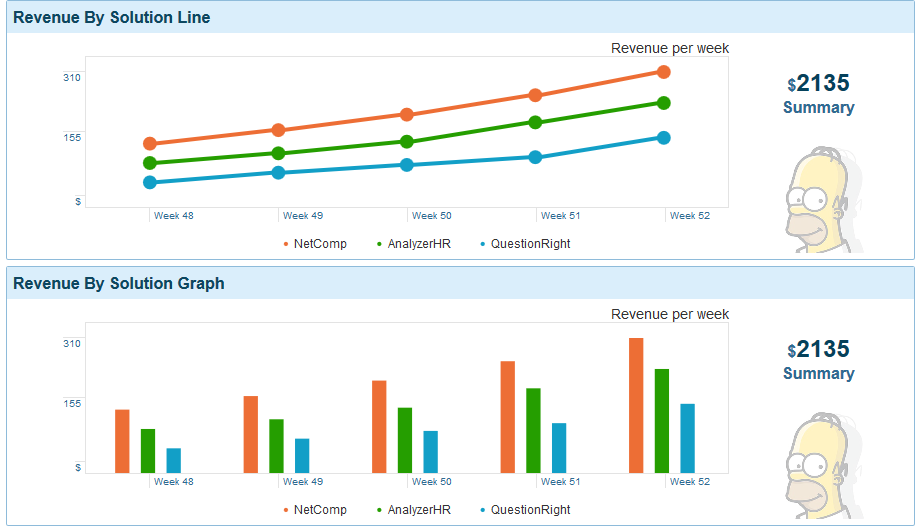 Revenue By Solution Line
Revenue per week
310
155
$
Week 48 Week 49 Week 50 Week 51 Week 52
NetComp AnalyzerHR QuestionRight
$2135
Summary
Revenue By Solution Graph
Revenue per week
310
155
$
Week 48 Week 49 Week 50 Week 51 Week 52
NetComp AnalyzerHR QuestionRight
$2135
Summary